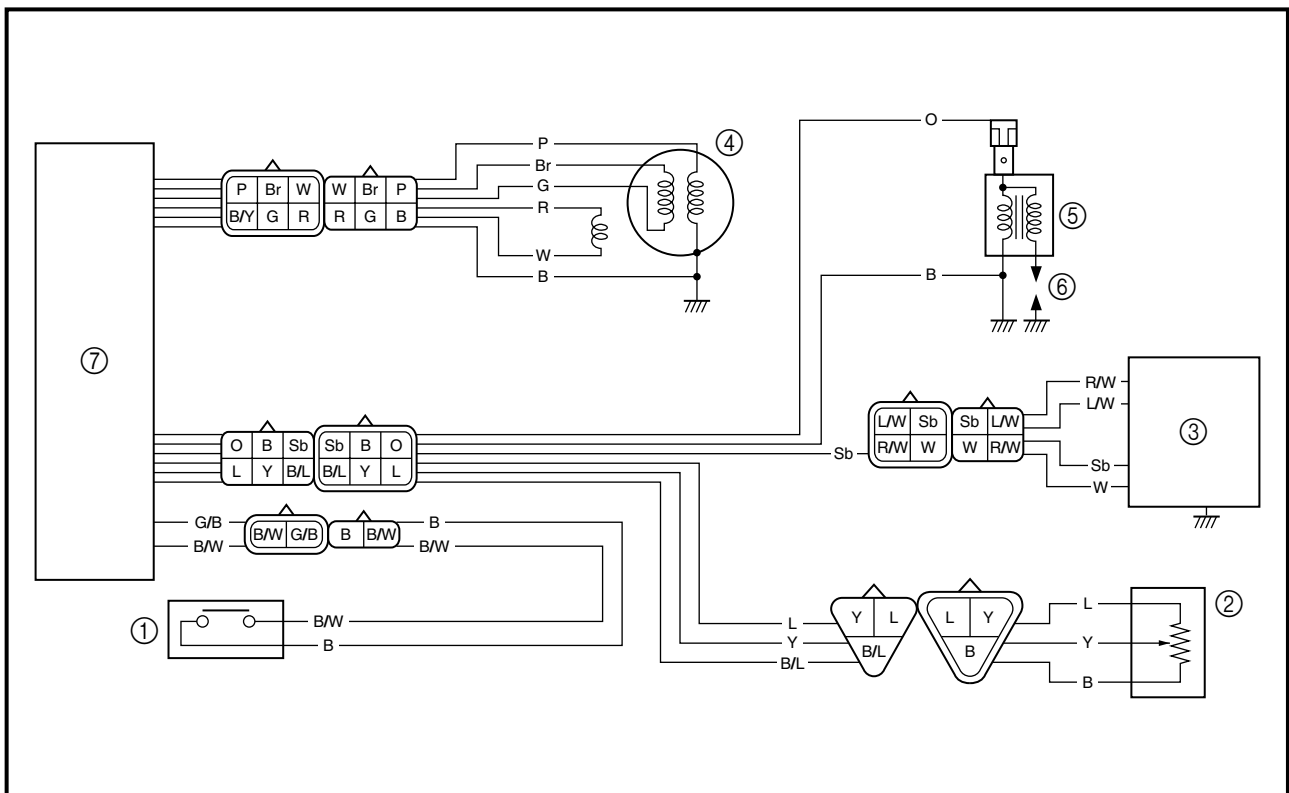 O
P
④
Br
G
P Br W W Br P
⑤
B/Y G R R G B
R
W
B
B
⑥
⑦
R/W
L/W
L/W Sb Sb L/W
③
O B Sb Sb B O
R/W W W R/W
Sb
L Y B/L B/L Y L
Sb
W
G/B
B/W G/B B B/W
B
B/W
B/W
①
B/W
B
L
Y
B/L
Y L
B/L
L Y
B
L
Y
B
②